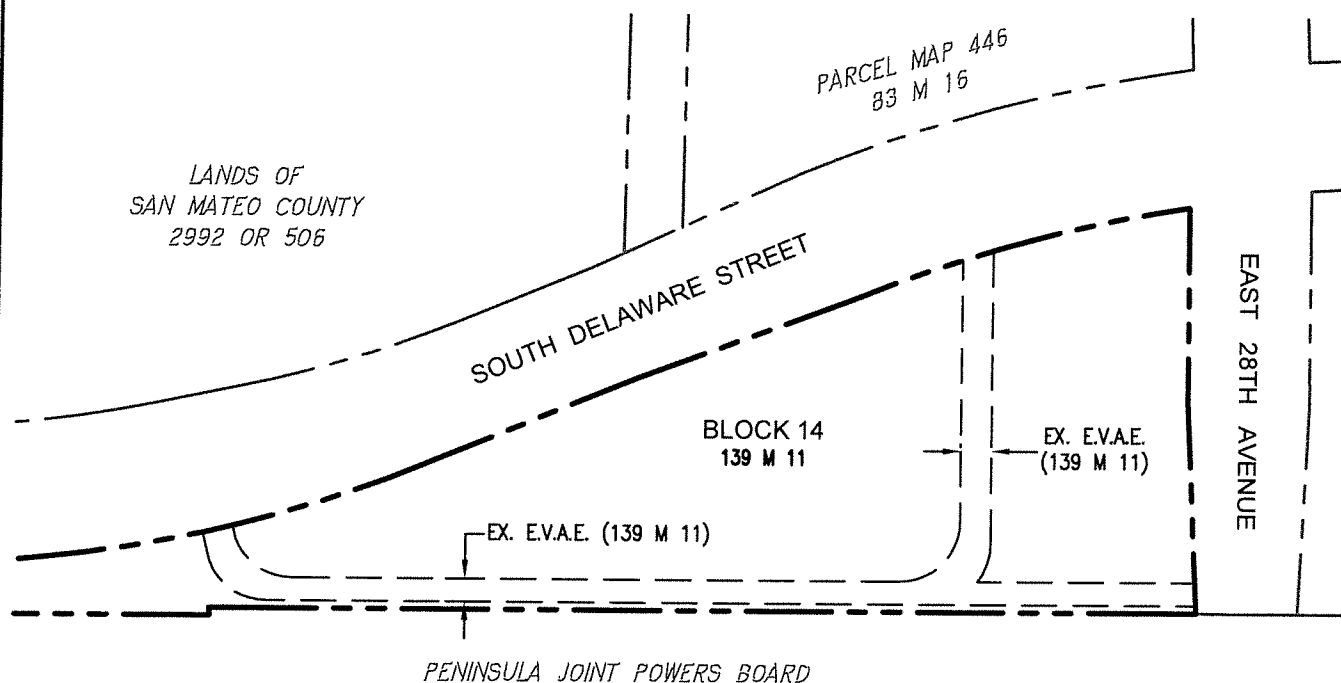 PARCEL MAP 446
83 M 16
LANDS OF
SAN MATEO COUNTY
2992 OR 506
SOUTH DELAWARE STREET
EAST 28TH AVENUE
BLOCK 14
139 M 11
EX. E.V.A.E.
(139 M 11)
EX. E.V.A.E. (139 M 11)
PENINSULA JOINT POWERS BOARD